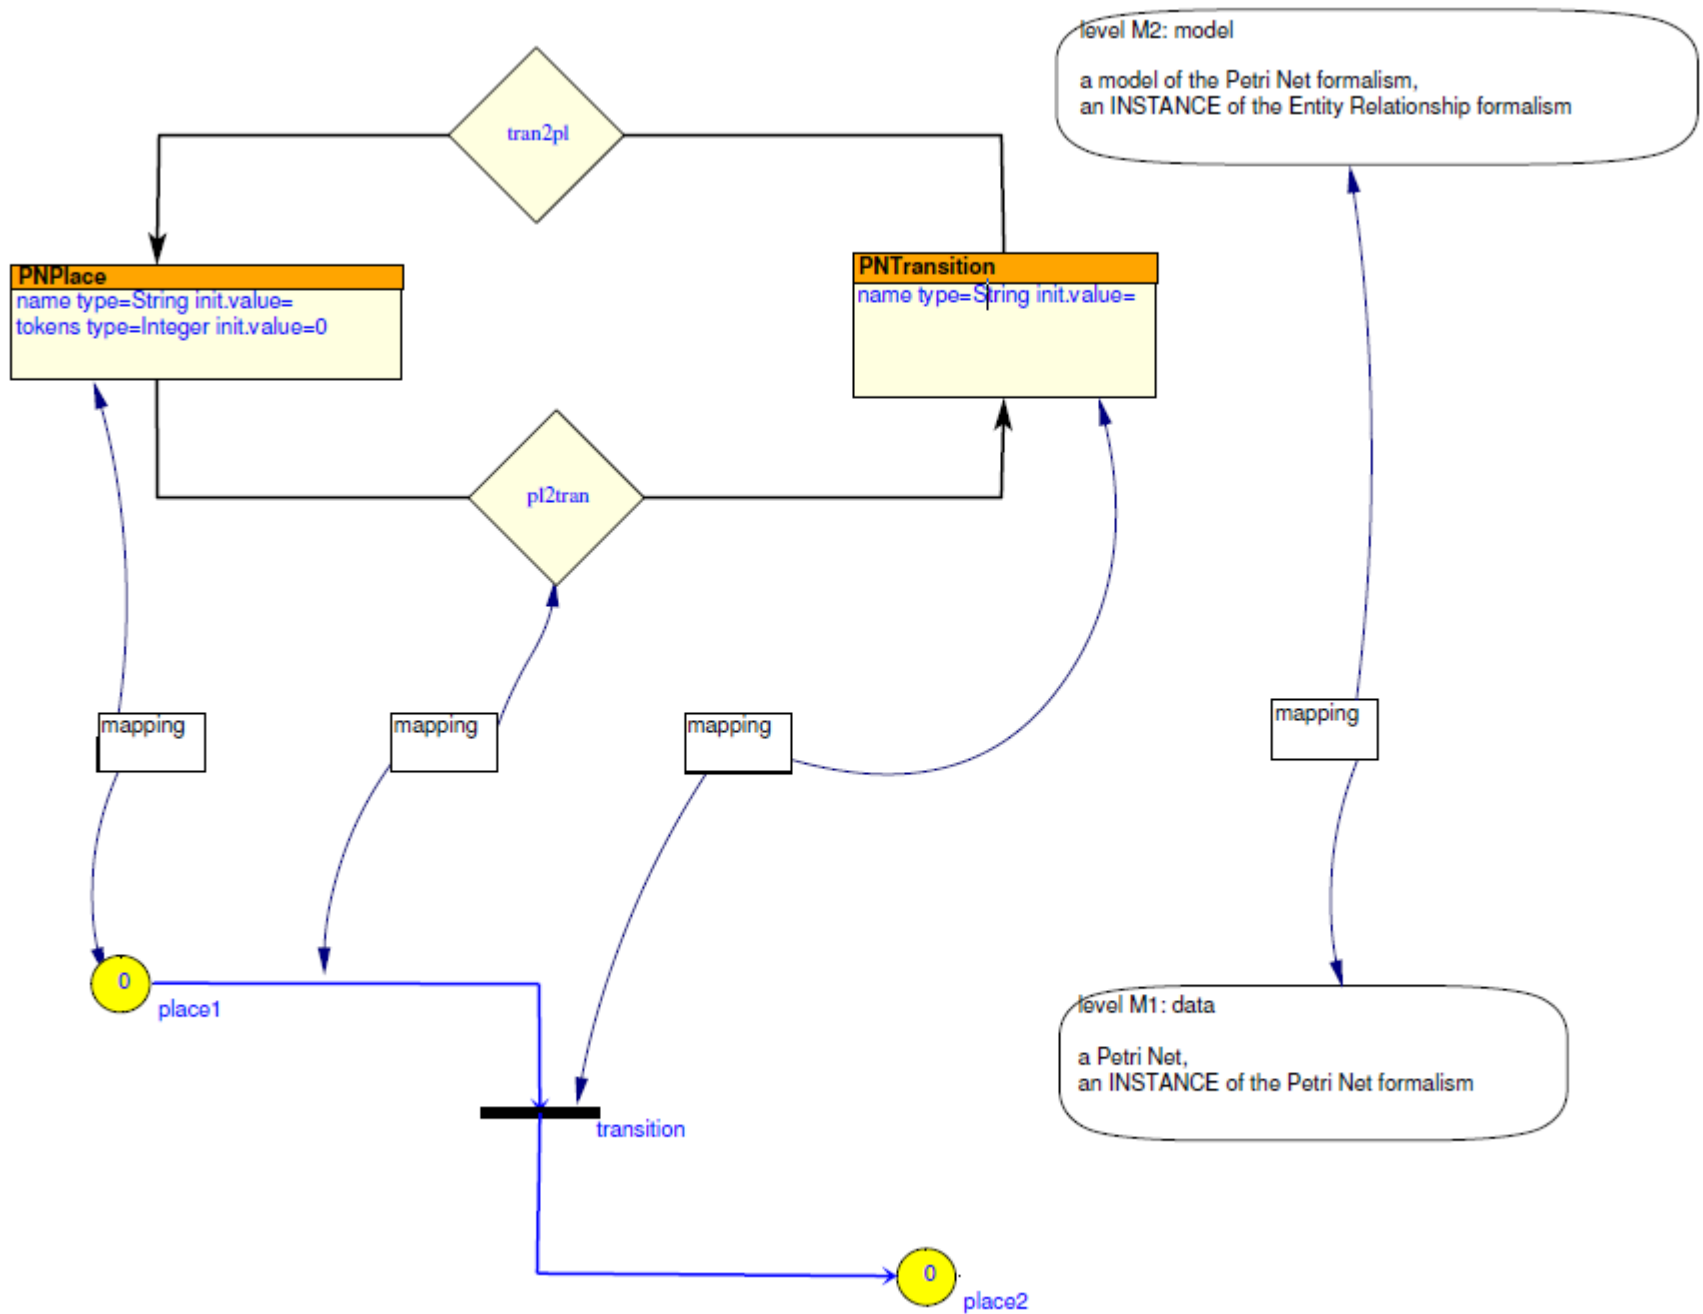 level M2: model
a model of the Petri Net formalism,
an INSTANCE of the Entity Relationship formalism
tran2pl
PNPlace
name type=String init.value=
tokens type=Integer init.value=0
PNTransition
name type=String init.value=
pl2tran
mapping
mapping
mapping
mapping
0
place1
level M1: data
a Petri Net,
an INSTANCE of the Petri Net formalism
transition
0
place2